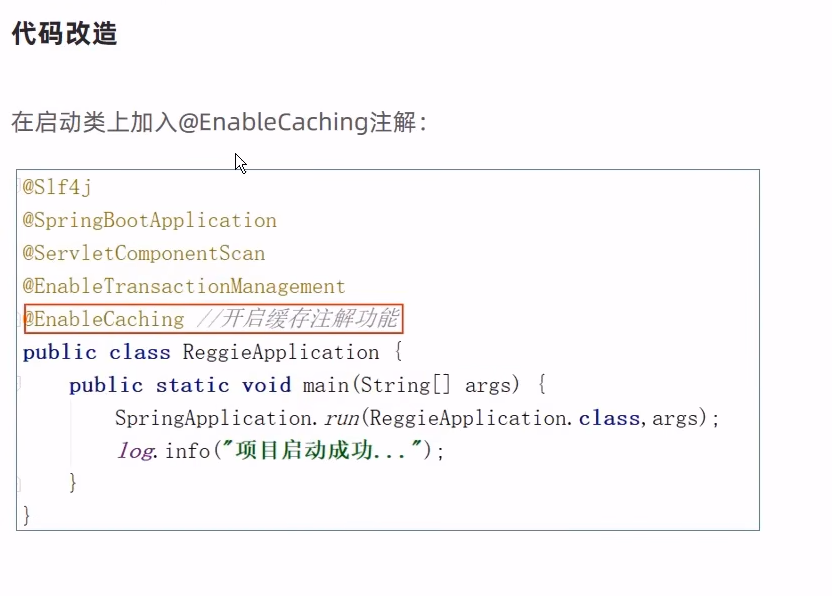 代码改造
在启动类上加入@EnableCaching注解：
@Slf4j
@SpringBootApplication
@ServletComponentScan
@EnableTransactionManagement
@EnableCaching //开启缓存注解功能
public class ReggieApplication {
    public static void main(String[] args) {
        SpringApplication.run(ReggieApplication.class,args);
        log.info("项目启动成功...");
    }
}